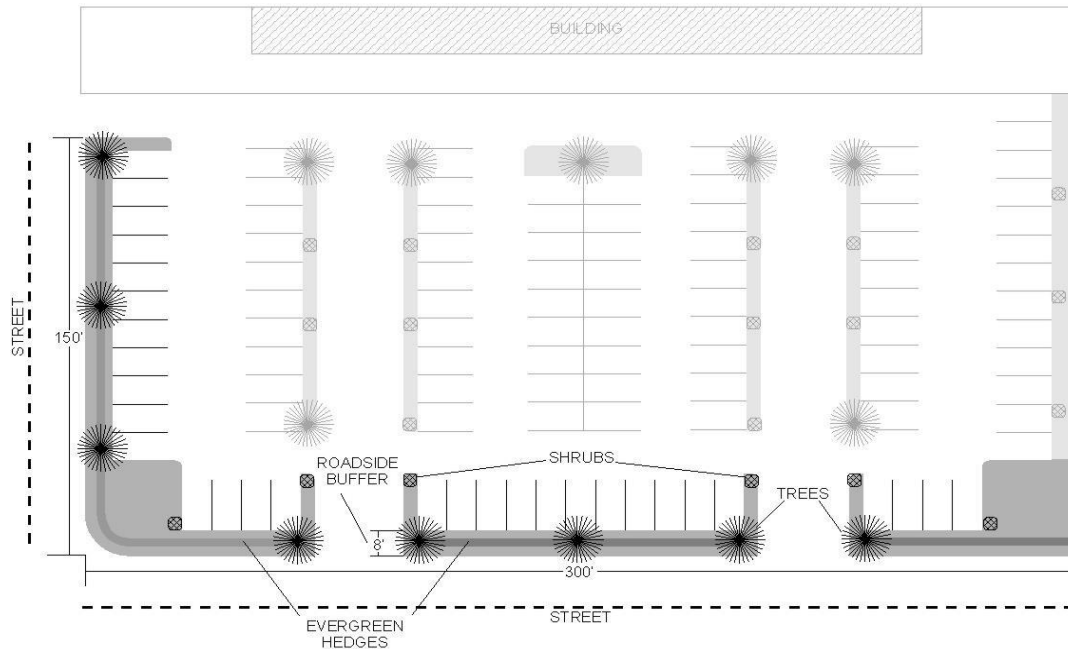 BUILDING
STREET
150'
ROADSIDE
BUFFER
SHRUBS
TREES
8'
300'
STREET
EVERGREEN
HEDGES